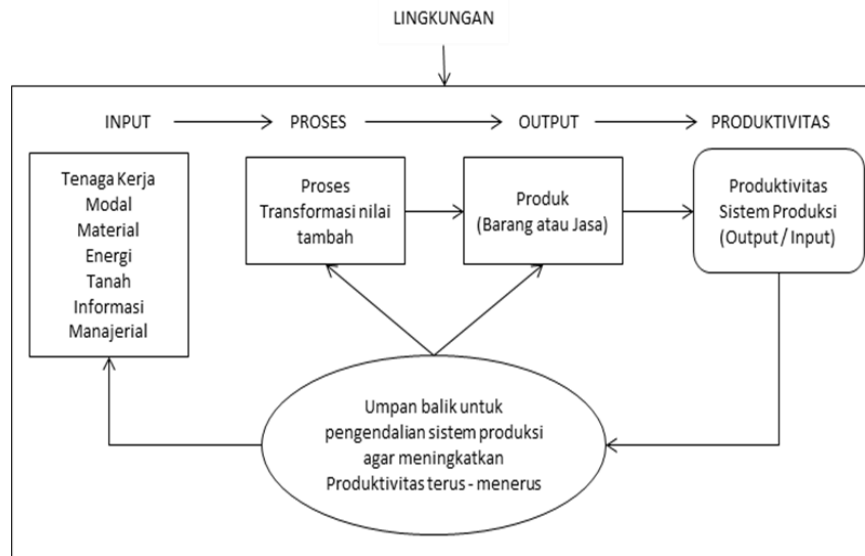 LINGKUNGAN
INPUT
PROSES
OUTPUT
PRODUKTIVITAS
Tenaga Kerja
Modal
Material
Energi
Tanah
Informasi
Manajerial
Proses
Transformasi nilai
tambah
Produk
(Barang atau Jasa)
Produktivitas
Sistem Produksi
(Output / Input)
Umpan balik untuk
pengendalian sistem produksi
agar meningkatkan
Produktivitas terus - menerus